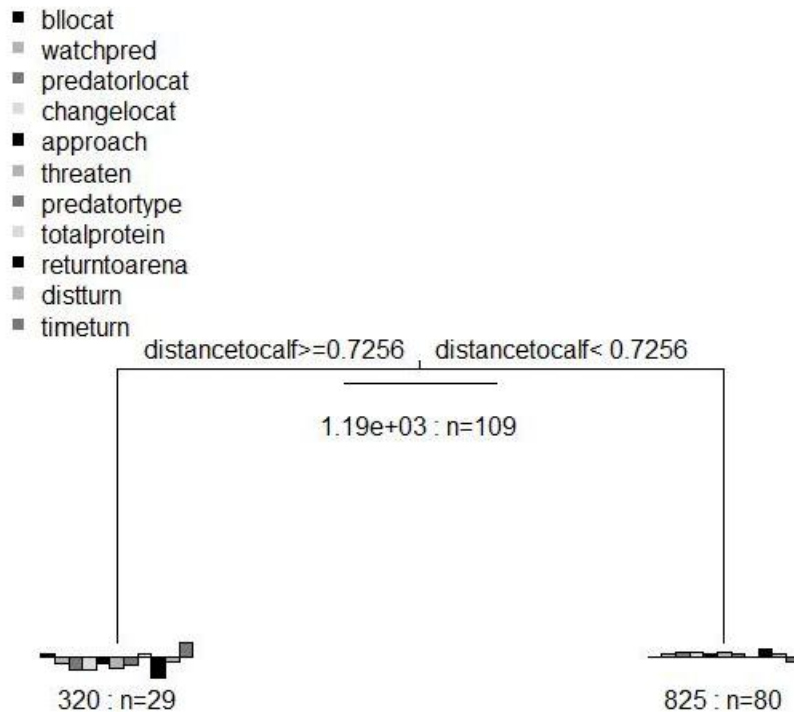 bllocat
watchpred
predatorlocat
changelocat
approach
threaten
predatortype
totalprotein
returntoarena
distturn
timeturn
distancetocalf>=0.7256 distancetocalf< 0.7256
1.19e+03 : n=109
320 : n=29 825 : n=80